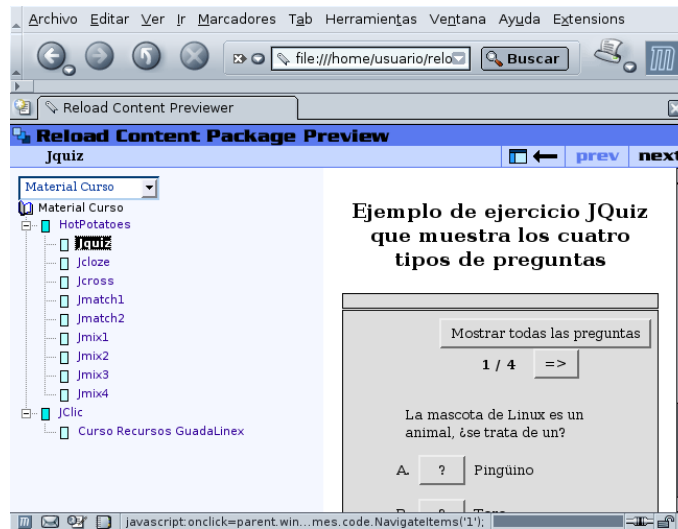 Archivo Editar Ver Ir Marcadores Tab Herramientas Ventana Ayuda Extensions
file:///home/usuario/relo
Buscar
Reload Content Previewer
Reload Content Package Preview
Jquiz
prev
next
Material Curso
Material Curso
HotPotatoes
Jquiz
Jcloze
Jcross
Jmatch1
Jmatch2
Jmix1
Jmix2
Jmix3
Jmix4
JClic
Curso Recursos GuadaLinex
Ejemplo de ejercicio JQuiz
que muestra los cuatro
tipos de preguntas
Mostrar todas las preguntas
1 / 4 =>
La mascota de Linux es un
animal, ¿se trata de un?
A. ? Pingüino
javascript:onclick=parent.win...mes.code.NavigateItems('1');